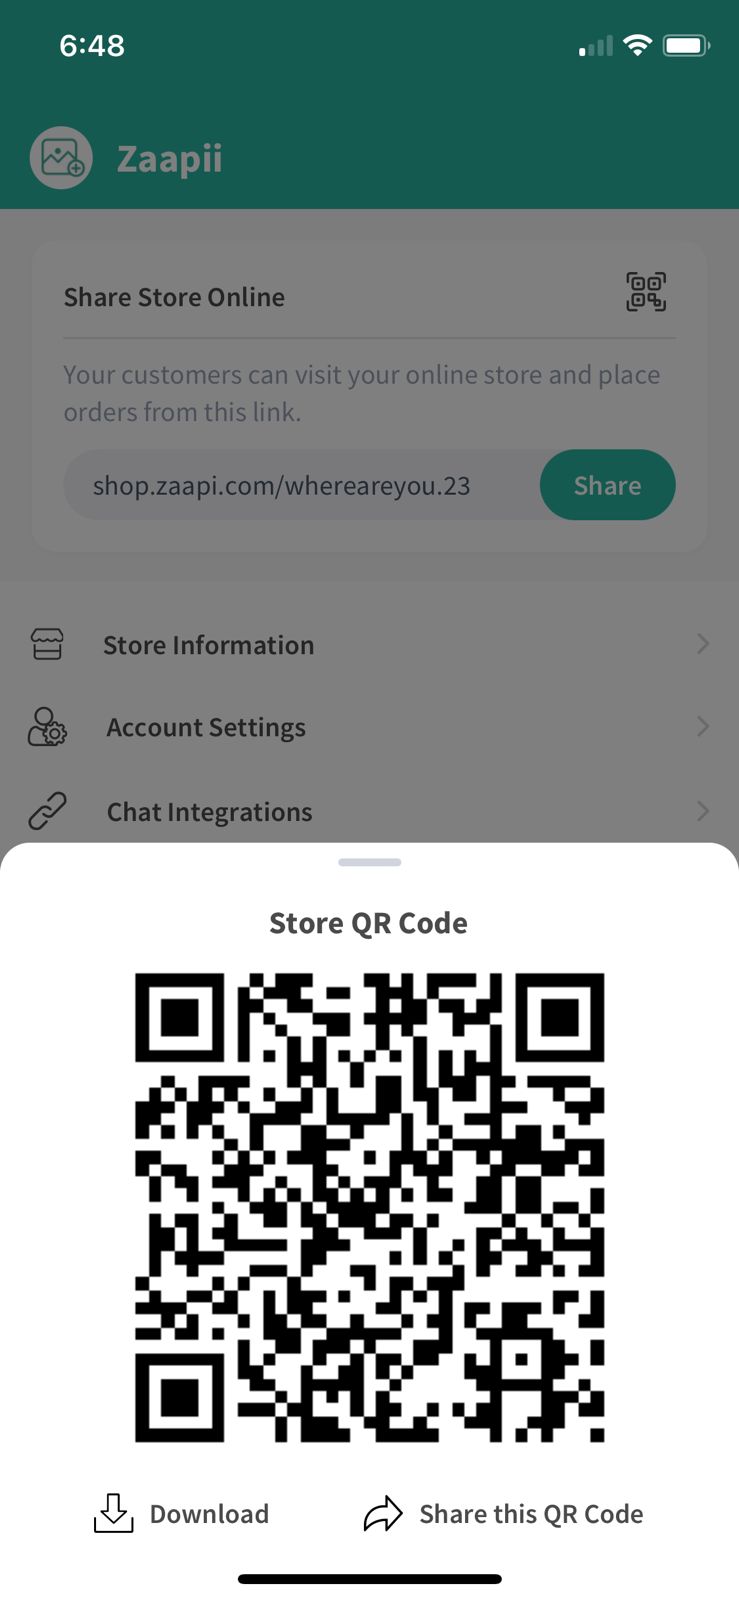 6:48
Zaapii
Share Store Online
Your customers can visit your online store and place
orders from this link.
shop.zaapi.com/whereareyou.23
Share
Store Information
Account Settings
Chat Integrations
Store QR Code
Download
Share this QR Code